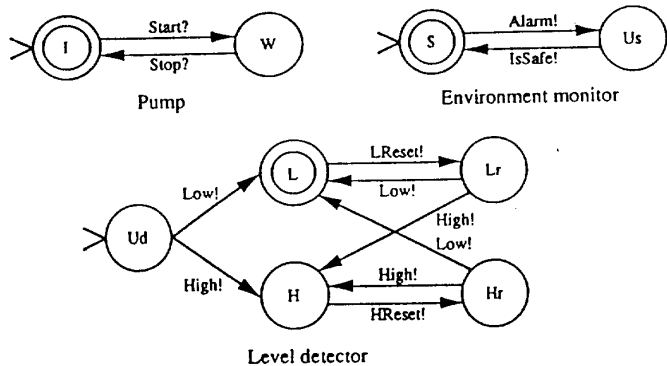 I
Start?
W
Stop?
Pump
S
Alarm!
Us
IsSafe!
Environment monitor
L
LReset!
Lr
Low!
Low!
Ud
High!
Low!
High!
H
High!
Hr
HReset!
Level detector